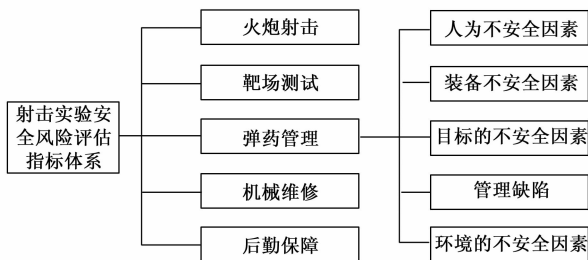 射击实验安
全风险评估
指标体系
火炮射击
靶场测试
弹药管理
机械维修
后勤保障
人为不安全因素
装备不安全因素
目标的不安全因素
管理缺陷
环境的不安全因素